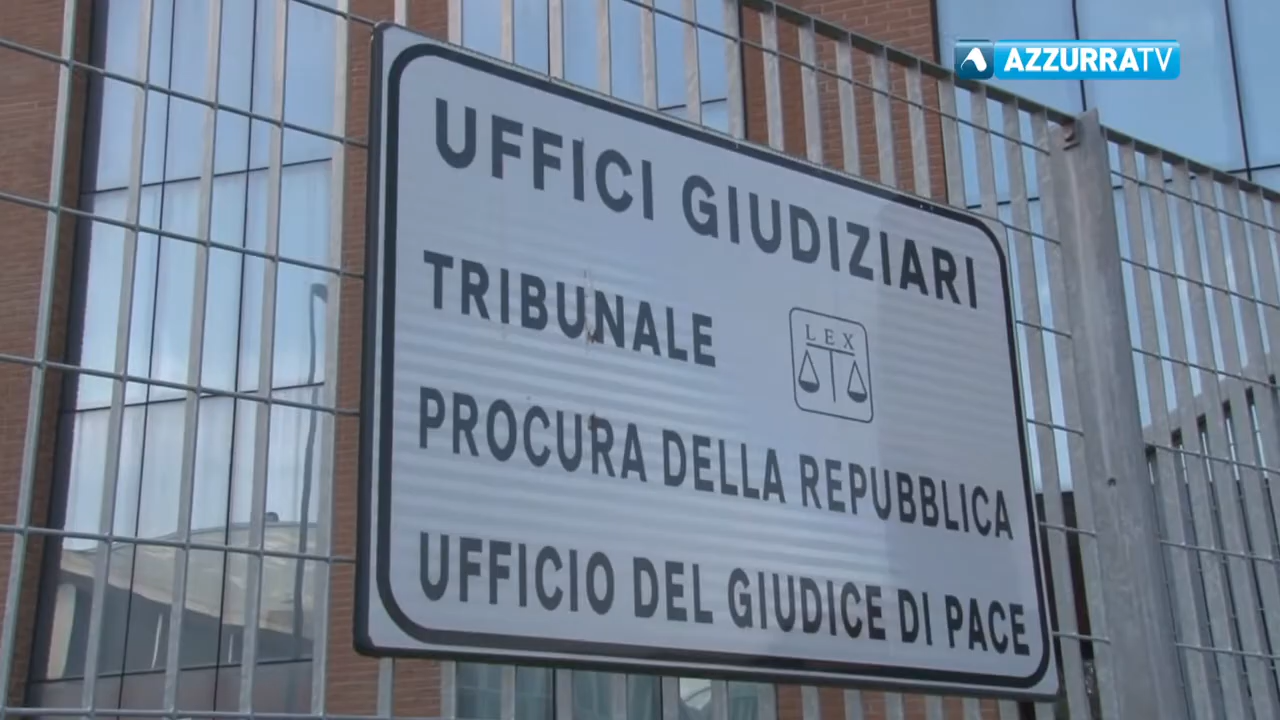 AZZURRATV
UFFICI GIUDIZIARI
TRIBUNALE
LEX
PROCURA DELLA REPUBBLICA
UFFICIO DEL GIUDICE DI PACE